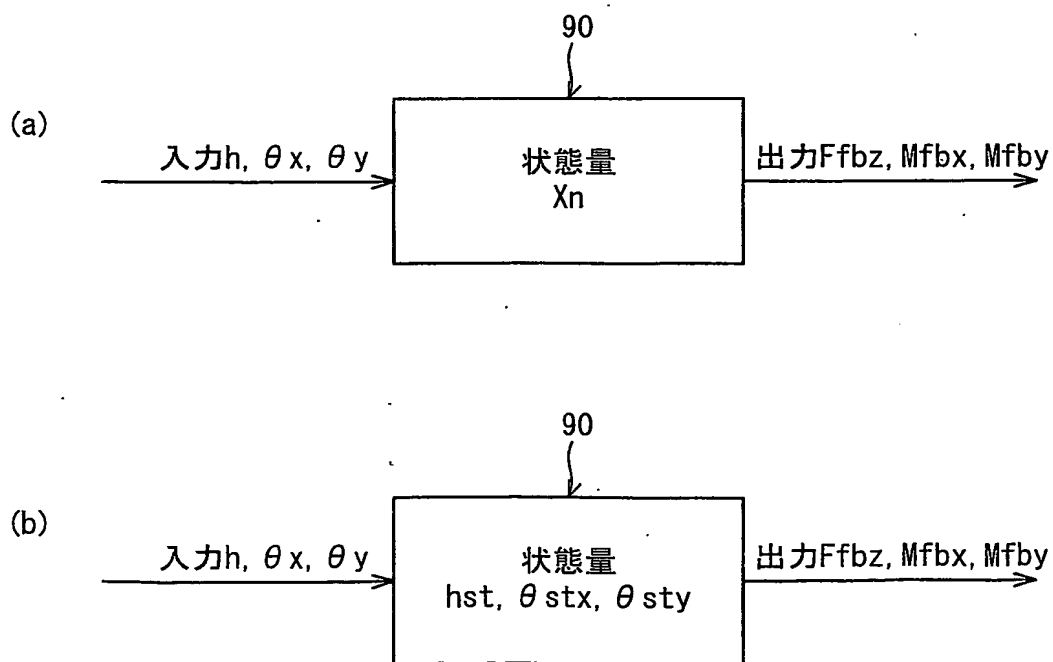 90
(a)
入力h, θx, θy
状態量
Xn
出力Ffbz, Mfbx, Mfby
90
(b)
入力h, θx, θy
状態量
hst, θstx, θsty
出力Ffbz, Mfbx, Mfby